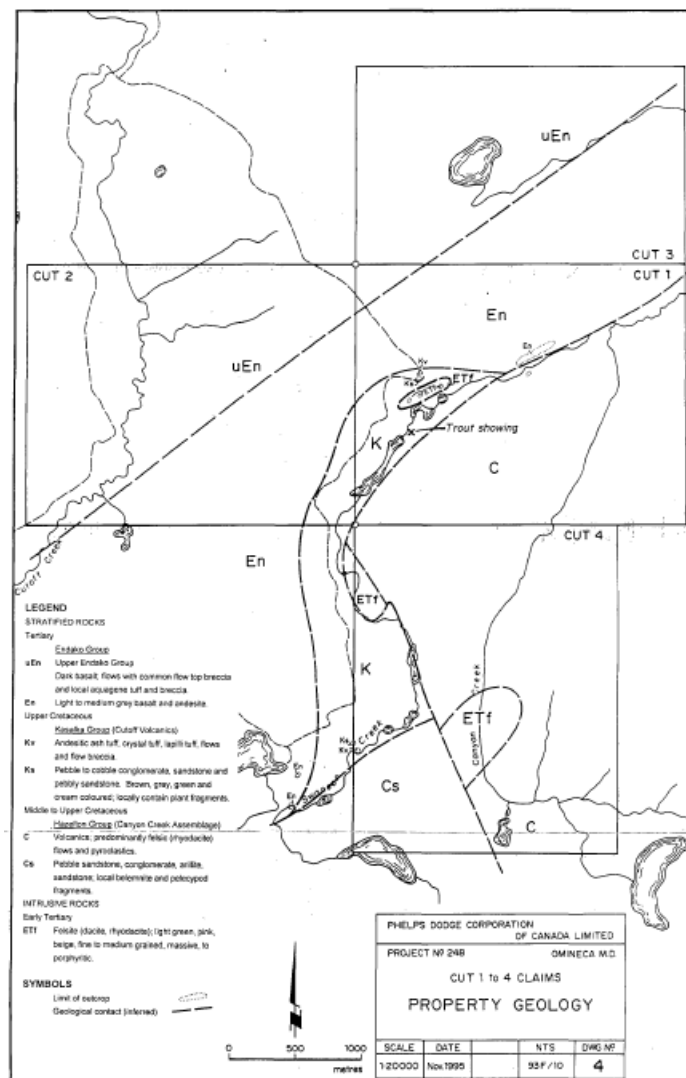 uEn
CUT 3
CUT 1
CUT 2
En
uEn
En
Kv
Ks
ETf
Trout showing
K
C
CUT 4
Cutoff Creek
En
ETf
K
Canyon Creek
ETf
Ks
Kv
Creek
En
Cs
C
LEGEND
STRATIFIED ROCKS
Tertiary
Endako Group
uEn Upper Endako Group
Dark basalt, flows with common flow top breccia
and local aquagene tuff and breccia.
En Light to medium grey basalt and andesite.
Upper Cretaceous
Kasalka Group (Cutoff Volcanics)
Kv Andesitic ash tuff, crystal tuff, lapilli tuff, flows
and flow breccia.
Ks Pebble to cobble conglomerate, sandstone and
pebbly sandstone. Brown, grey, green and
cream coloured; locally contain plant fragments.
Middle to Upper Cretaceous
Hazelton Group (Canyon Creek Assemblage)
C Volcanics; predominantly felsic (rhyodacite)
flows and pyroclastics.
Cs Pebble sandstone, conglomerate, arillite,
sandstone; local belemnite and pelecypod
fragments.
INTRUSIVE ROCKS
Early Tertiary
ETf Felsite (dacite, rhyodacite); light green, pink,
beige, fine to medium grained, massive, to
porphyritic.
SYMBOLS
Limit of outcrop
Geological contact (inferred)
0 500 1000
metres
PHELPS DODGE CORPORATION
OF CANADA LIMITED
PROJECT Nº 248 OMINECA M.D.
CUT 1 to 4 CLAIMS
PROPERTY GEOLOGY
SCALE DATE NTS DWG Nº
1:20000 Nov.1995 93F/10 4